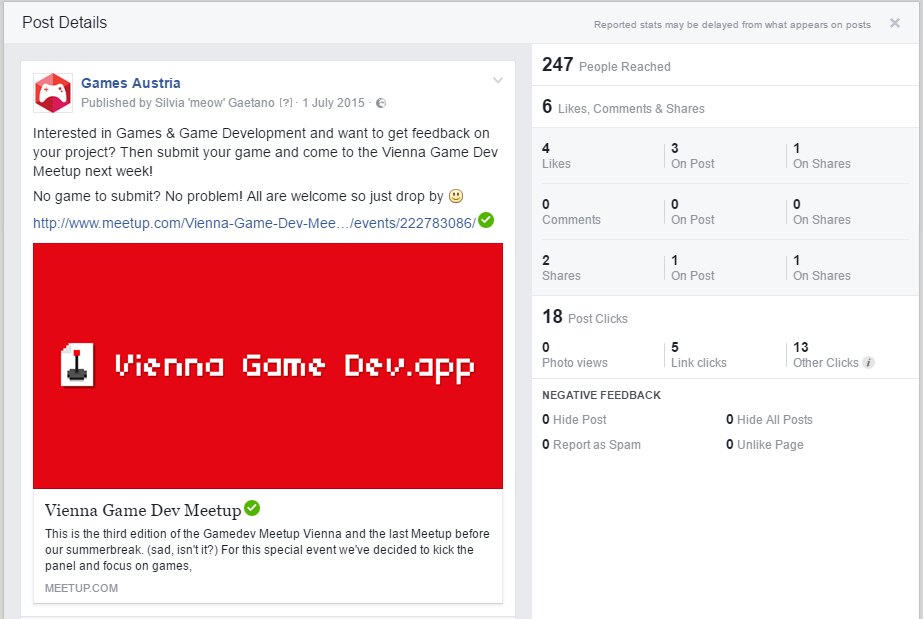 Post Details
Reported stats may be delayed from what appears on posts
Games Austria
Published by Silvia 'meow' Gaetano [?] · 1 July 2015 ·
Interested in Games & Game Development and want to get feedback on
your project? Then submit your game and come to the Vienna Game Dev
Meetup next week!
No game to submit? No problem! All are welcome so just drop by
http://www.meetup.com/Vienna-Game-Dev-Mee…/events/222783086/
Vienna Game Dev.app
Vienna Game Dev Meetup
This is the third edition of the Gamedev Meetup Vienna and the last Meetup before
our summerbreak. (sad, isn't it?) For this special event we've decided to kick the
panel and focus on games,
MEETUP.COM
247 People Reached
6 Likes, Comments & Shares
4 3 1
Likes On Post On Shares
0 0 0
Comments On Post On Shares
2 1 1
Shares On Post On Shares
18 Post Clicks
0 5 13
Photo views Link clicks Other Clicks i
NEGATIVE FEEDBACK
0 Hide Post 0 Hide All Posts
0 Report as Spam 0 Unlike Page